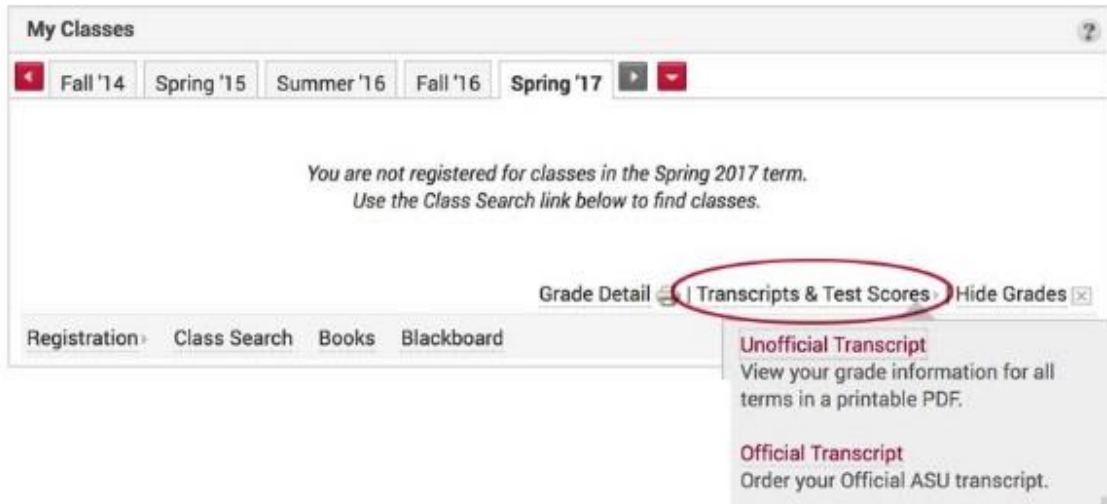 My Classes ?
Fall '14 Spring '15 Summer '16 Fall '16 Spring '17
You are not registered for classes in the Spring 2017 term.
Use the Class Search link below to find classes.
Grade Detail | Transcripts & Test Scores | Hide Grades
Registration Class Search Books Blackboard
Unofficial Transcript
View your grade information for all
terms in a printable PDF.
Official Transcript
Order your Official ASU transcript.